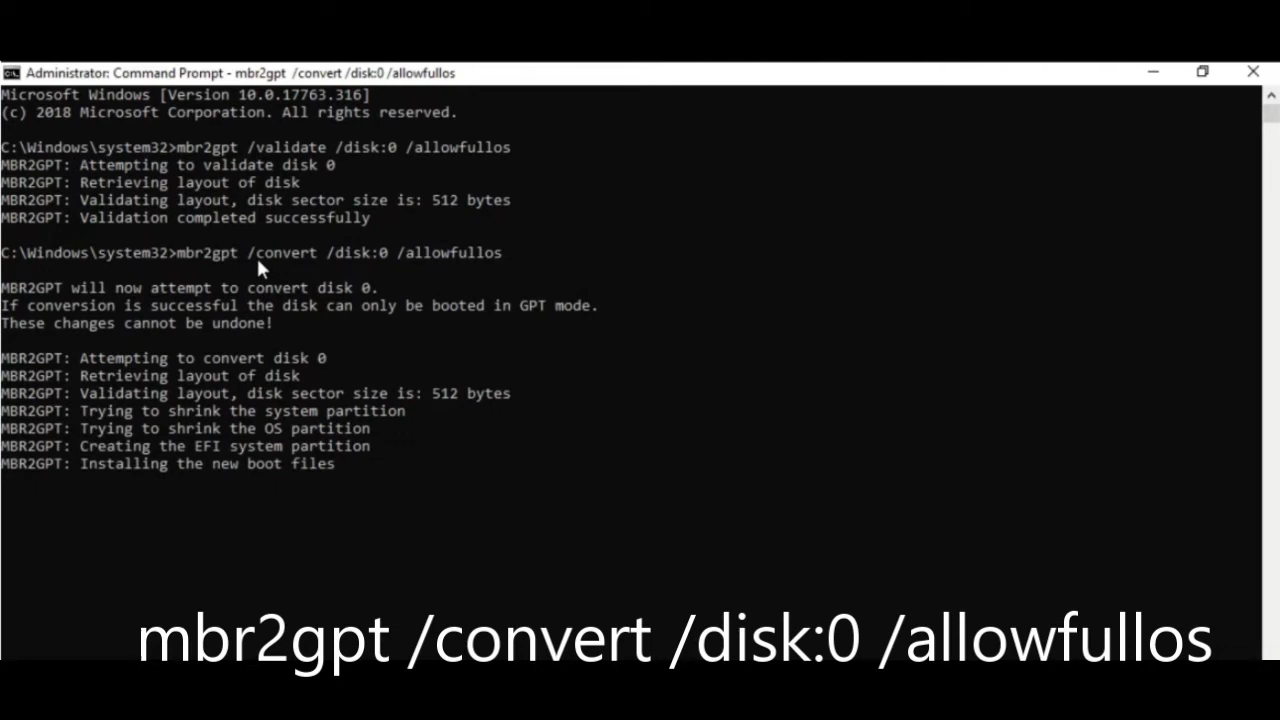 Administrator: Command Prompt - mbr2gpt /convert /disk:0 /allowfullos
Microsoft Windows [Version 10.0.17763.316]
(c) 2018 Microsoft Corporation. All rights reserved.
C:\Windows\system32>mbr2gpt /validate /disk:0 /allowfullos
MBR2GPT: Attempting to validate disk 0
MBR2GPT: Retrieving layout of disk
MBR2GPT: Validating layout, disk sector size is: 512 bytes
MBR2GPT: Validation completed successfully
C:\Windows\system32>mbr2gpt /convert /disk:0 /allowfullos
MBR2GPT will now attempt to convert disk 0.
If conversion is successful the disk can only be booted in GPT mode.
These changes cannot be undone!
MBR2GPT: Attempting to convert disk 0
MBR2GPT: Retrieving layout of disk
MBR2GPT: Validating layout, disk sector size is: 512 bytes
MBR2GPT: Trying to shrink the system partition
MBR2GPT: Trying to shrink the OS partition
MBR2GPT: Creating the EFI system partition
MBR2GPT: Installing the new boot files
mbr2gpt /convert /disk:0 /allowfullos